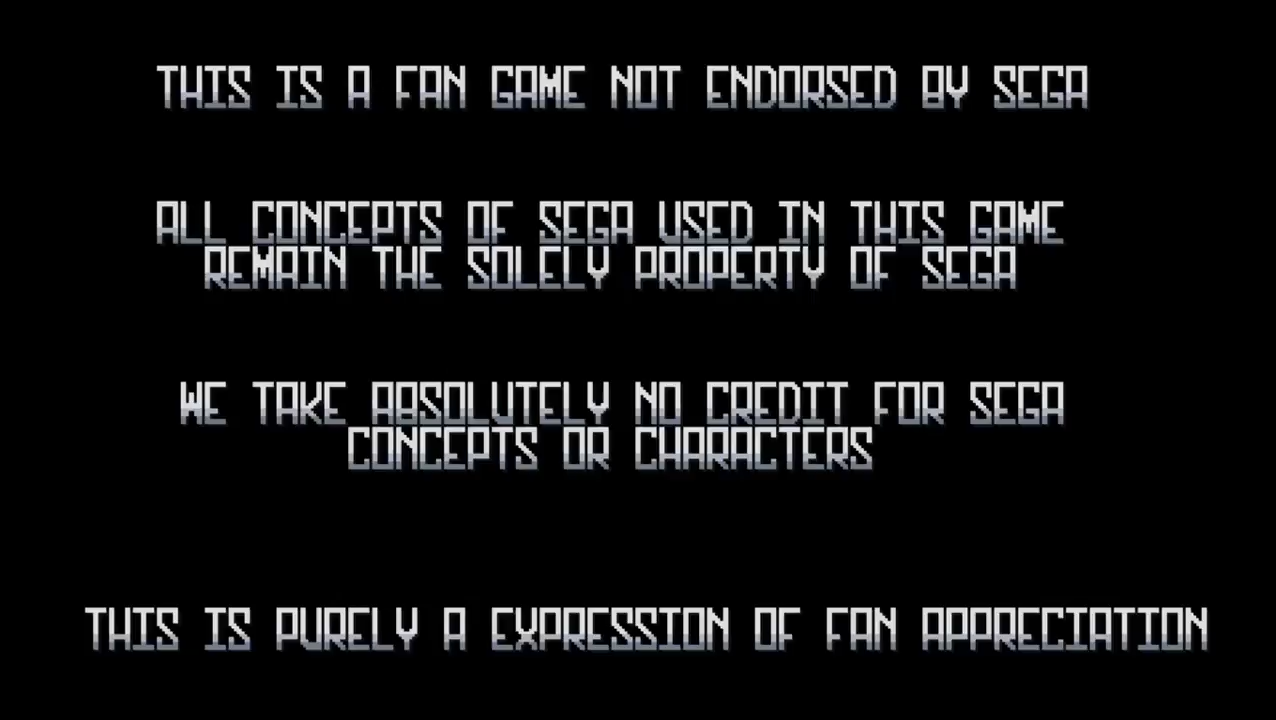 THIS IS A FAN GAME NOT ENDORSED BY SEGA
ALL CONCEPTS OF SEGA USED IN THIS GAME
REMAIN THE SOLELY PROPERTY OF SEGA
WE TAKE ABSOLUTELY NO CREDIT FOR SEGA
CONCEPTS OR CHARACTERS
THIS IS PURELY A EXPRESSION OF FAN APPRECIATION